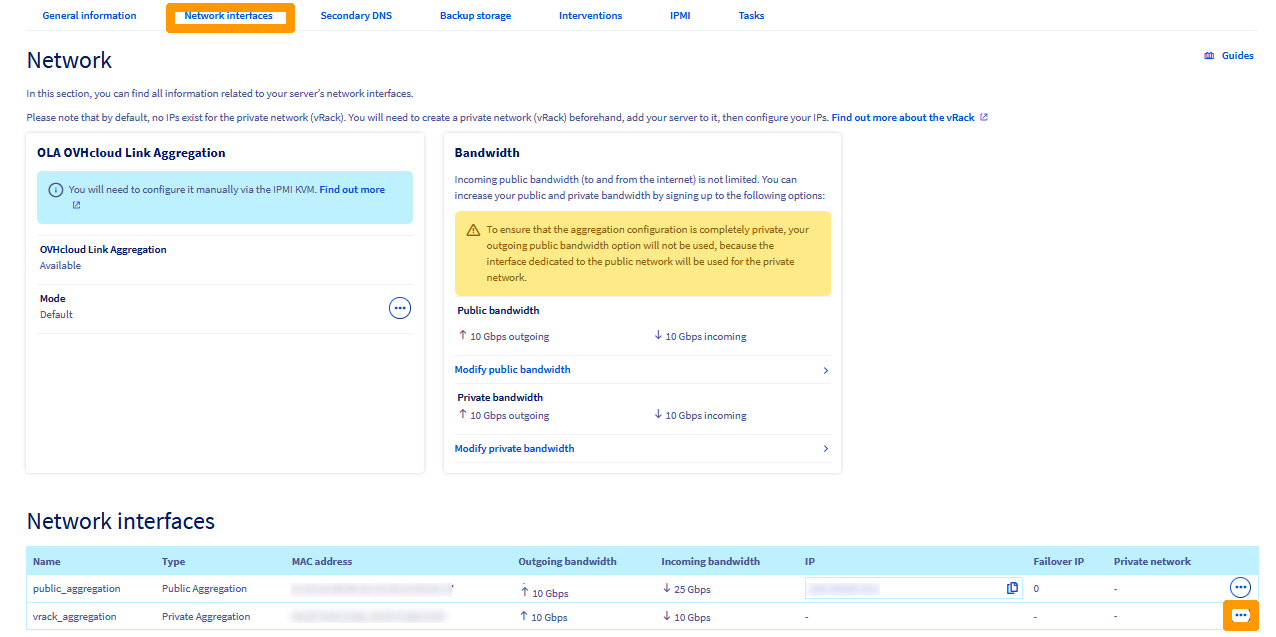 General information Network interfaces Secondary DNS Backup storage Interventions IPMI Tasks
Network
Guides
In this section, you can find all information related to your server's network interfaces.
Please note that by default, no IPs exist for the private network (vRack). You will need to create a private network (vRack) beforehand, add your server to it, then configure your IPs. Find out more about the vRack
OLA OVHcloud Link Aggregation
You will need to configure it manually via the IPMI KVM. Find out more
OVHcloud Link Aggregation
Available
Mode
Default
Bandwidth
Incoming public bandwidth (to and from the internet) is not limited. You can
increase your public and private bandwidth by signing up to the following options:
To ensure that the aggregation configuration is completely private, your
outgoing public bandwidth option will not be used, because the
interface dedicated to the public network will be used for the private
network.
Public bandwidth
↑ 10 Gbps outgoing ↓ 10 Gbps incoming
Modify public bandwidth
Private bandwidth
↑ 10 Gbps outgoing ↓ 10 Gbps incoming
Modify private bandwidth
Network interfaces
Name Type MAC address Outgoing bandwidth Incoming bandwidth IP Failover IP Private network
public_aggregation Public Aggregation ↑ 10 Gbps ↓ 25 Gbps 0 -
vrack_aggregation Private Aggregation ↑ 10 Gbps ↓ 10 Gbps - - -